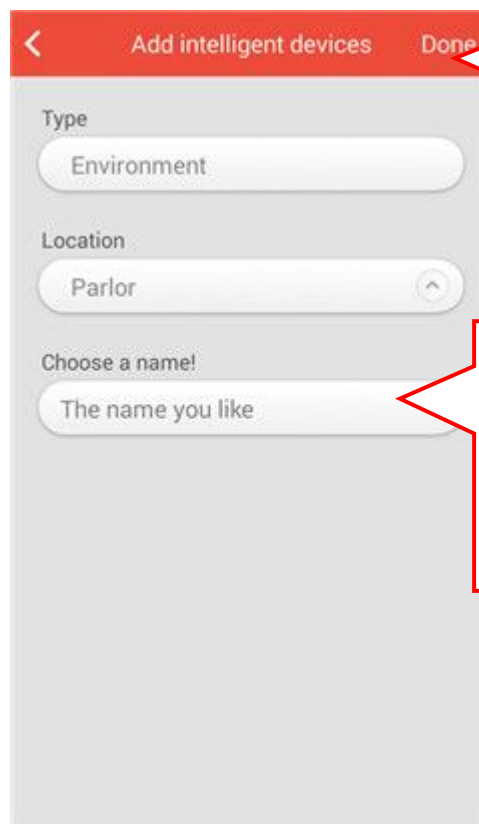 Add intelligent devices Done
Type
Environment
Location
Parlor
Choose a name!
The name you like